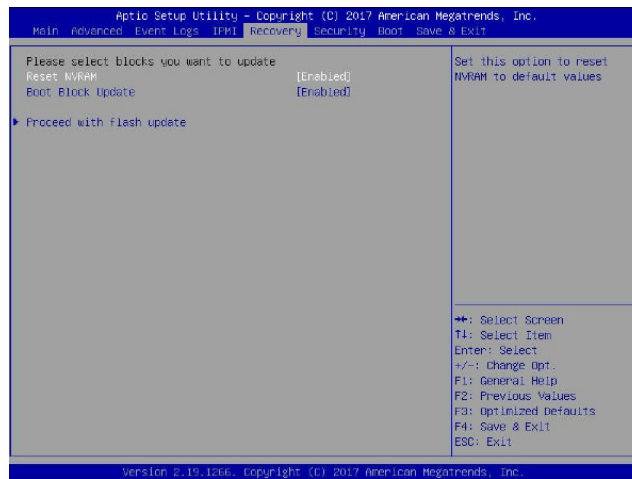 Aptio Setup Utility – Copyright (C) 2017 American Megatrends, Inc.
Main Advanced Event Logs IPMI Recovery Security Boot Save & Exit
Please select blocks you want to update
Reset NVRAM [Enabled]
Boot Block Update [Enabled]
Proceed with flash update
Set this option to reset
NVRAM to default values
→←: Select Screen
↑↓: Select Item
Enter: Select
+/-: Change Opt.
F1: General Help
F2: Previous Values
F3: Optimized Defaults
F4: Save & Exit
ESC: Exit
Version 2.19.1266. Copyright (C) 2017 American Megatrends, Inc.